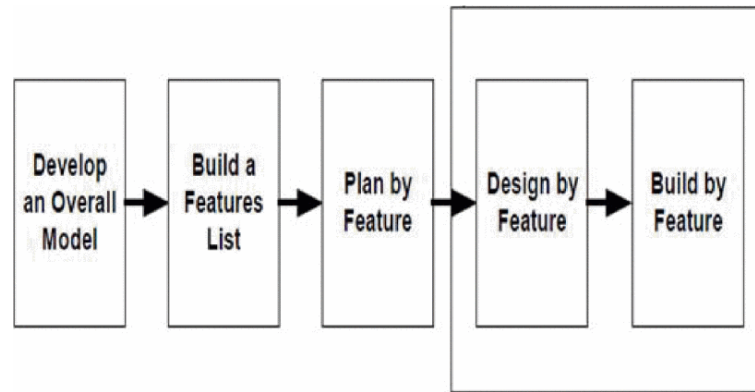 Develop
an Overall
Model
Build a
Features
List
Plan by
Feature
Design by
Feature
Build by
Feature